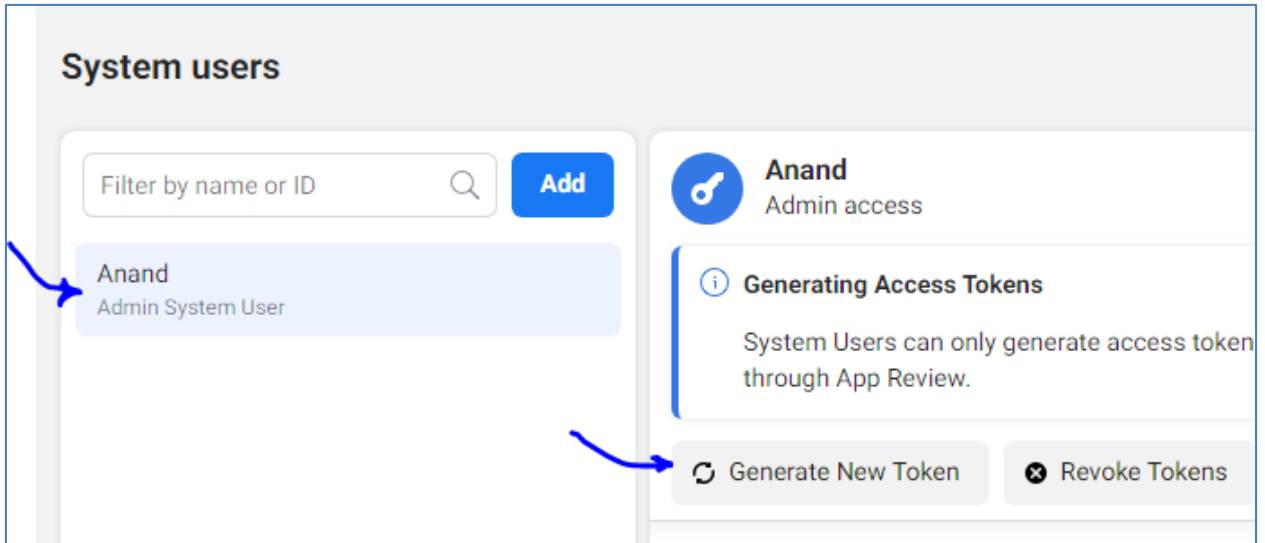 System users
Filter by name or ID
Add
Anand
Admin System User
Anand
Admin access
Generating Access Tokens
System Users can only generate access token
through App Review.
Generate New Token
Revoke Tokens